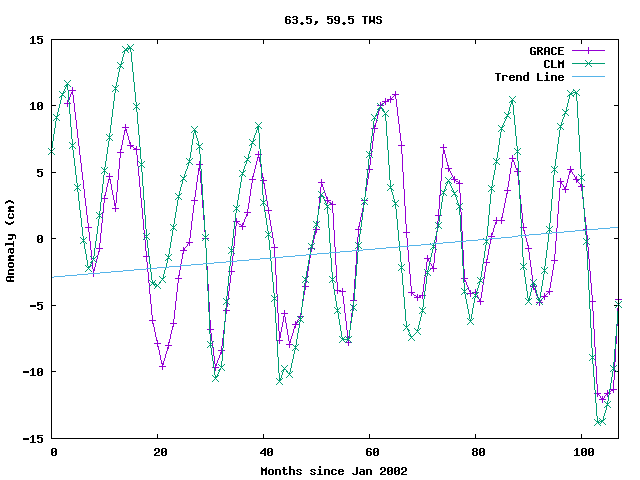 63.5, 59.5 TWS
GRACE
CLM
Trend Line
15
10
5
0
-5
-10
-15
Anomaly (cm)
0 20 40 60 80 100
Months since Jan 2002